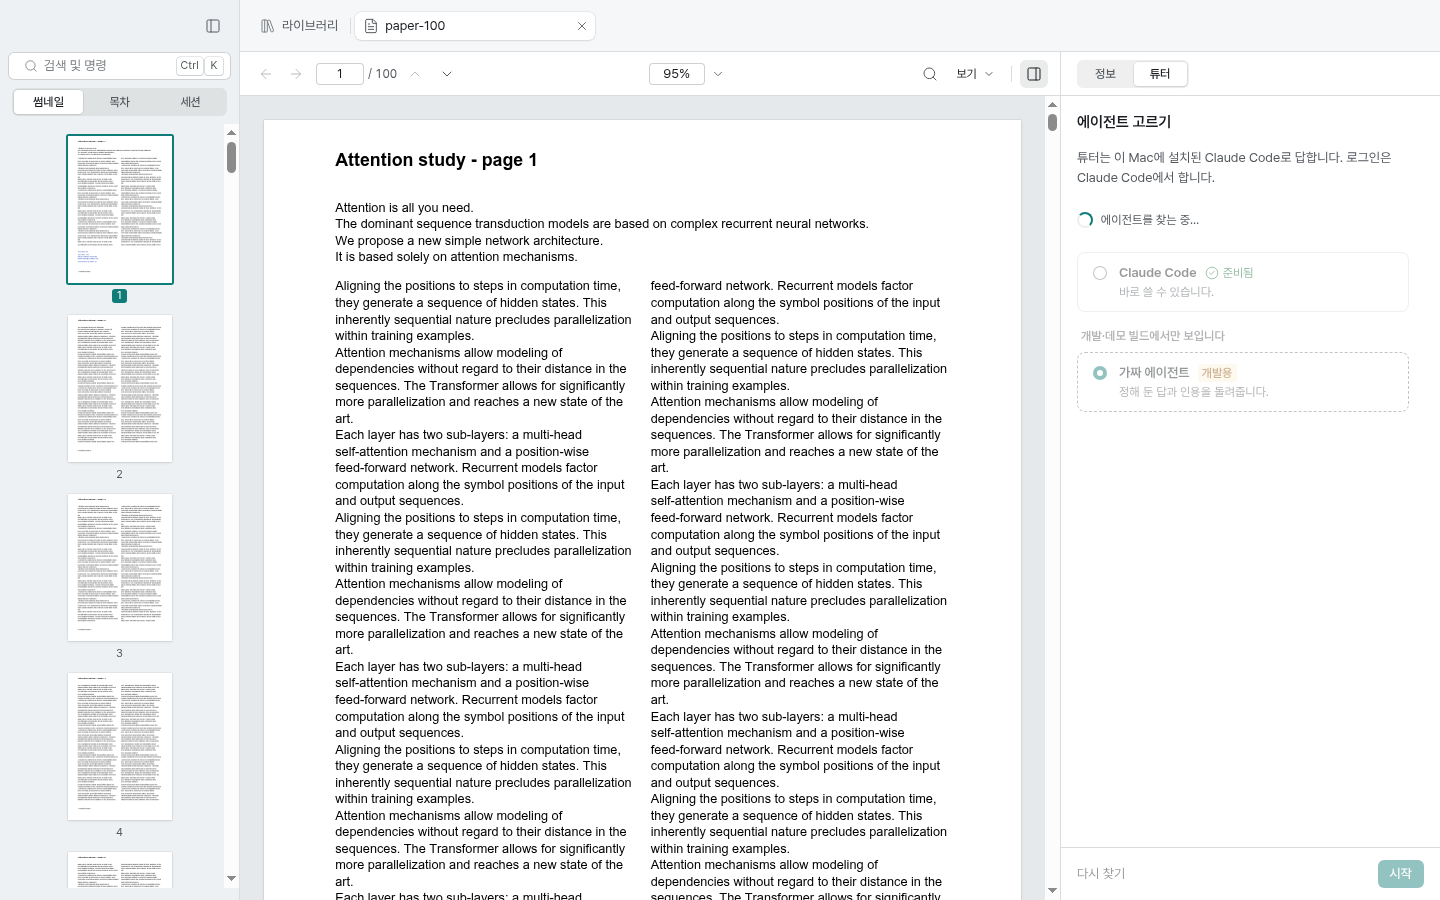 라이브러리
paper-100
검색 및 명령
Ctrl K
썸네일 목차 세션
1
2
3
4
1 / 100
95%
보기
Attention study - page 1
Attention is all you need.
The dominant sequence transduction models are based on complex recurrent neural networks.
We propose a new simple network architecture.
It is based solely on attention mechanisms.
Aligning the positions to steps in computation time,
they generate a sequence of hidden states. This
inherently sequential nature precludes parallelization
within training examples.
Attention mechanisms allow modeling of
dependencies without regard to their distance in the
sequences. The Transformer allows for significantly
more parallelization and reaches a new state of the
art.
Each layer has two sub-layers: a multi-head
self-attention mechanism and a position-wise
feed-forward network. Recurrent models factor
computation along the symbol positions of the input
and output sequences.
Aligning the positions to steps in computation time,
they generate a sequence of hidden states. This
inherently sequential nature precludes parallelization
within training examples.
Attention mechanisms allow modeling of
dependencies without regard to their distance in the
sequences. The Transformer allows for significantly
more parallelization and reaches a new state of the
art.
Each layer has two sub-layers: a multi-head
self-attention mechanism and a position-wise
feed-forward network. Recurrent models factor
computation along the symbol positions of the input
and output sequences.
Aligning the positions to steps in computation time,
they generate a sequence of hidden states. This
inherently sequential nature precludes parallelization
within training examples.
Attention mechanisms allow modeling of
dependencies without regard to their distance in the
sequences. The Transformer allows for significantly
more parallelization and reaches a new state of the
art.
Each layer has two sub-layers: a multi-head
feed-forward network. Recurrent models factor
computation along the symbol positions of the input
and output sequences.
Aligning the positions to steps in computation time,
they generate a sequence of hidden states. This
inherently sequential nature precludes parallelization
within training examples.
Attention mechanisms allow modeling of
dependencies without regard to their distance in the
sequences. The Transformer allows for significantly
more parallelization and reaches a new state of the
art.
Each layer has two sub-layers: a multi-head
self-attention mechanism and a position-wise
feed-forward network. Recurrent models factor
computation along the symbol positions of the input
and output sequences.
Aligning the positions to steps in computation time,
they generate a sequence of hidden states. This
inherently sequential nature precludes parallelization
within training examples.
Attention mechanisms allow modeling of
dependencies without regard to their distance in the
sequences. The Transformer allows for significantly
more parallelization and reaches a new state of the
art.
Each layer has two sub-layers: a multi-head
self-attention mechanism and a position-wise
feed-forward network. Recurrent models factor
computation along the symbol positions of the input
and output sequences.
Aligning the positions to steps in computation time,
they generate a sequence of hidden states. This
inherently sequential nature precludes parallelization
within training examples.
Attention mechanisms allow modeling of
dependencies without regard to their distance in the
sequences. The Transformer allows for significantly
정보 튜터
에이전트 고르기
튜터는 이 Mac에 설치된 Claude Code로 답합니다. 로그인은
Claude Code에서 합니다.
에이전트를 찾는 중...
Claude Code 준비됨
바로 쓸 수 있습니다.
개발·데모 빌드에서만 보입니다
가짜 에이전트 개발용
정해 둔 답과 인용을 돌려줍니다.
다시 찾기
시작